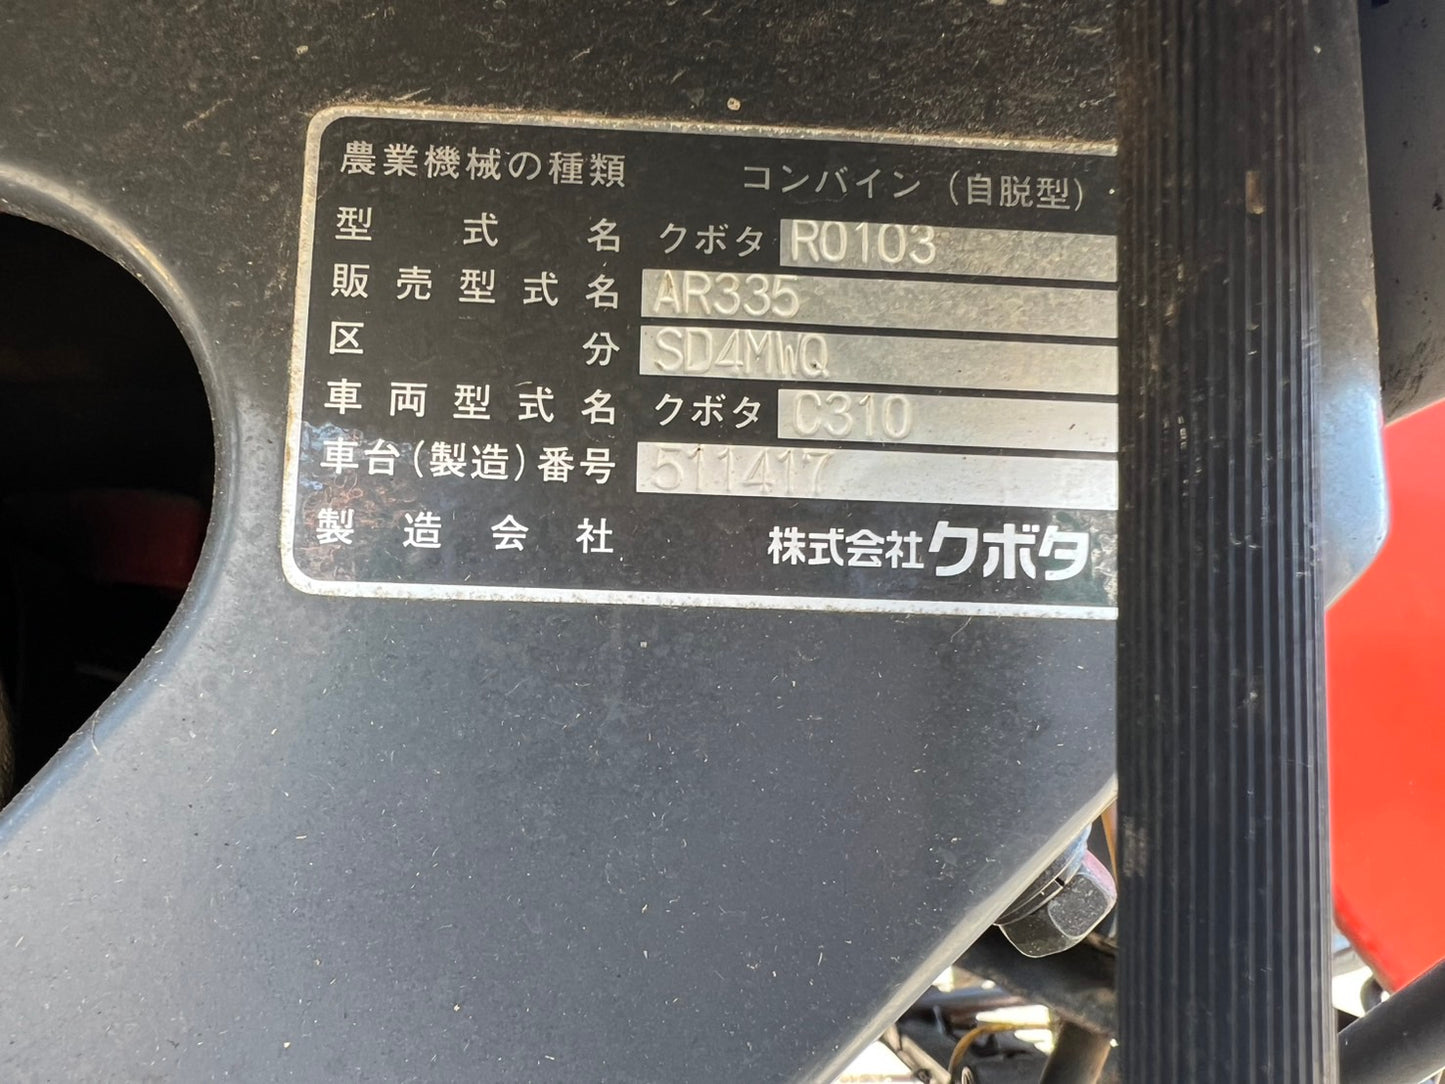 農業機械の種類 コンバイン（自脱型）
型式名 クボタ RO103
販売型式名 AR335
区分 SD4MWQ
車両型式名 クボタ C310
車台(製造)番号 511417
製造会社 株式会社クボタ